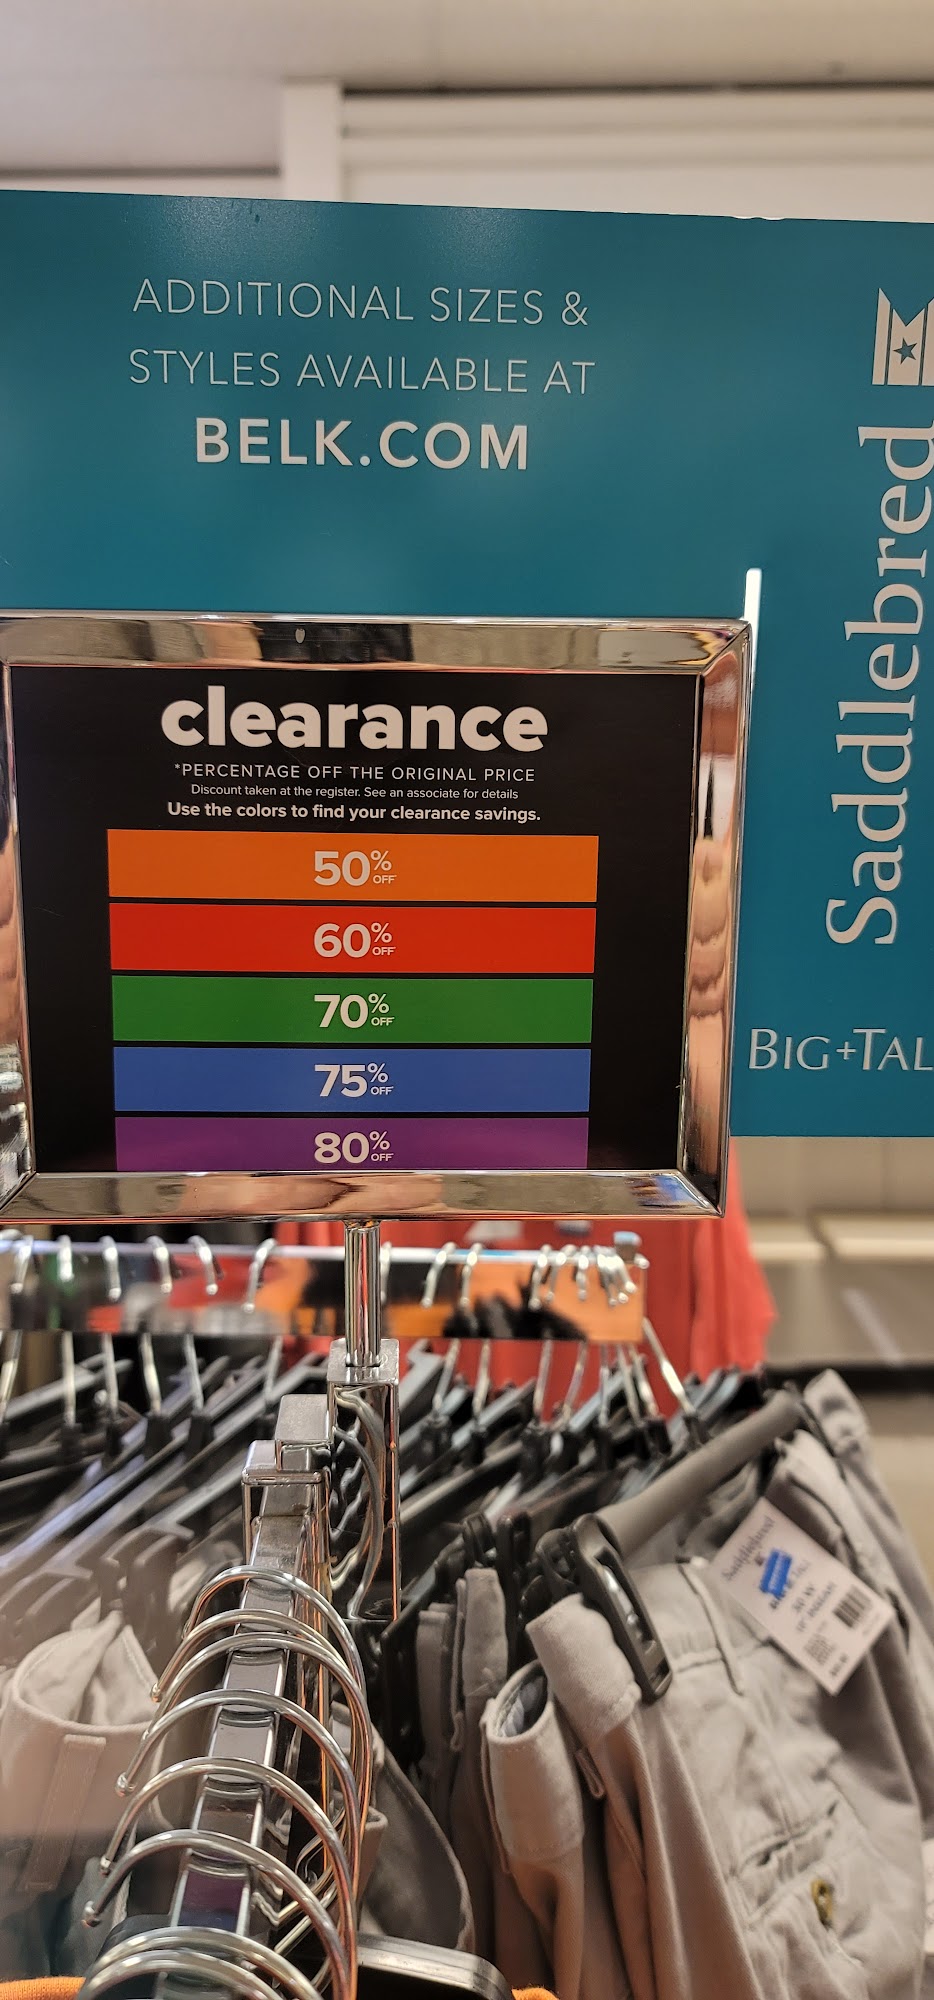 ADDITIONAL SIZES &
STYLES AVAILABLE AT
BELK.COM
Saddlebred
BIG+TAL
clearance
*PERCENTAGE OFF THE ORIGINAL PRICE
Discount taken at the register. See an associate for details
Use the colors to find your clearance savings.
50% OFF
60% OFF
70% OFF
75% OFF
80% OFF
Saddlebred